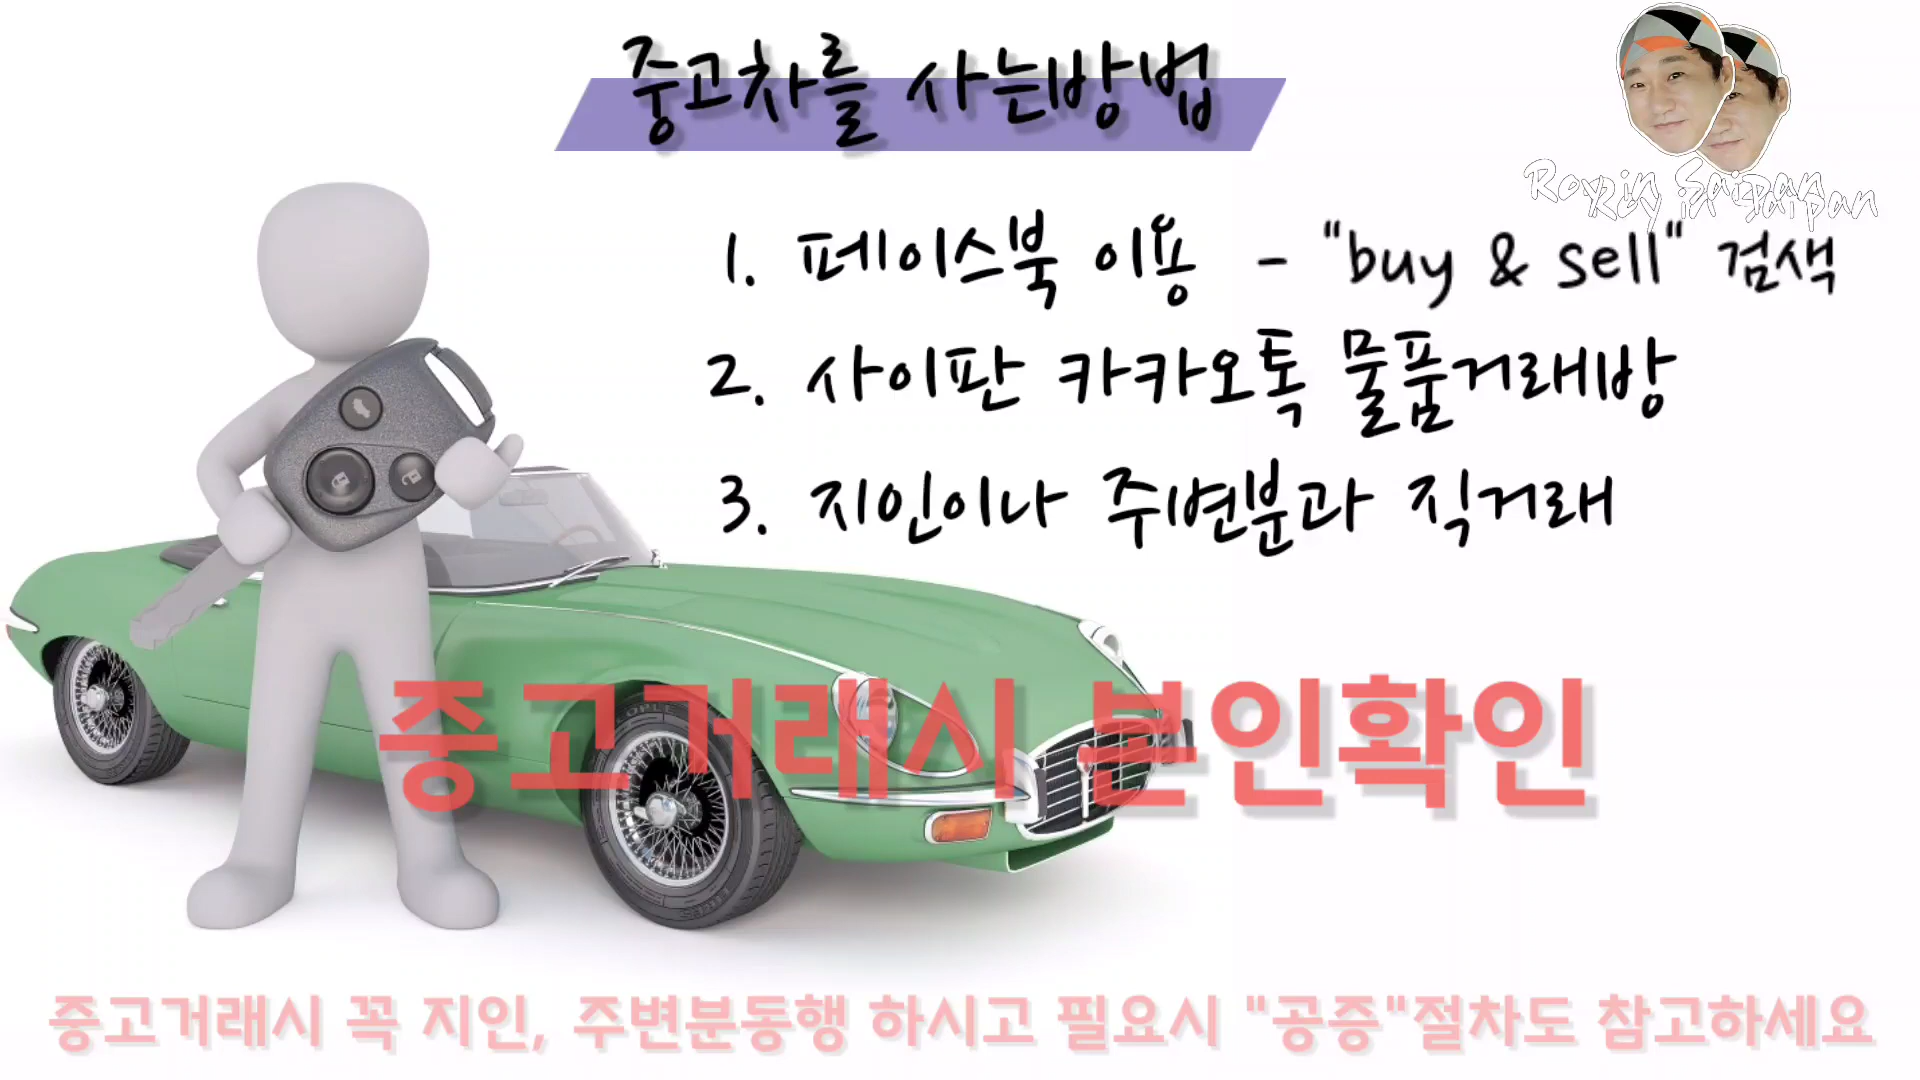 중고차를 사는방법
Roy in Saipan
1. 페이스북 이용 - "buy & sell" 검색
2. 사이판 카카오톡 물품거래방
3. 지인이나 주변분과 직거래
중고거래시 본인확인
중고거래시 꼭 지인, 주변분동행 하시고 필요시 "공증"절차도 참고하세요